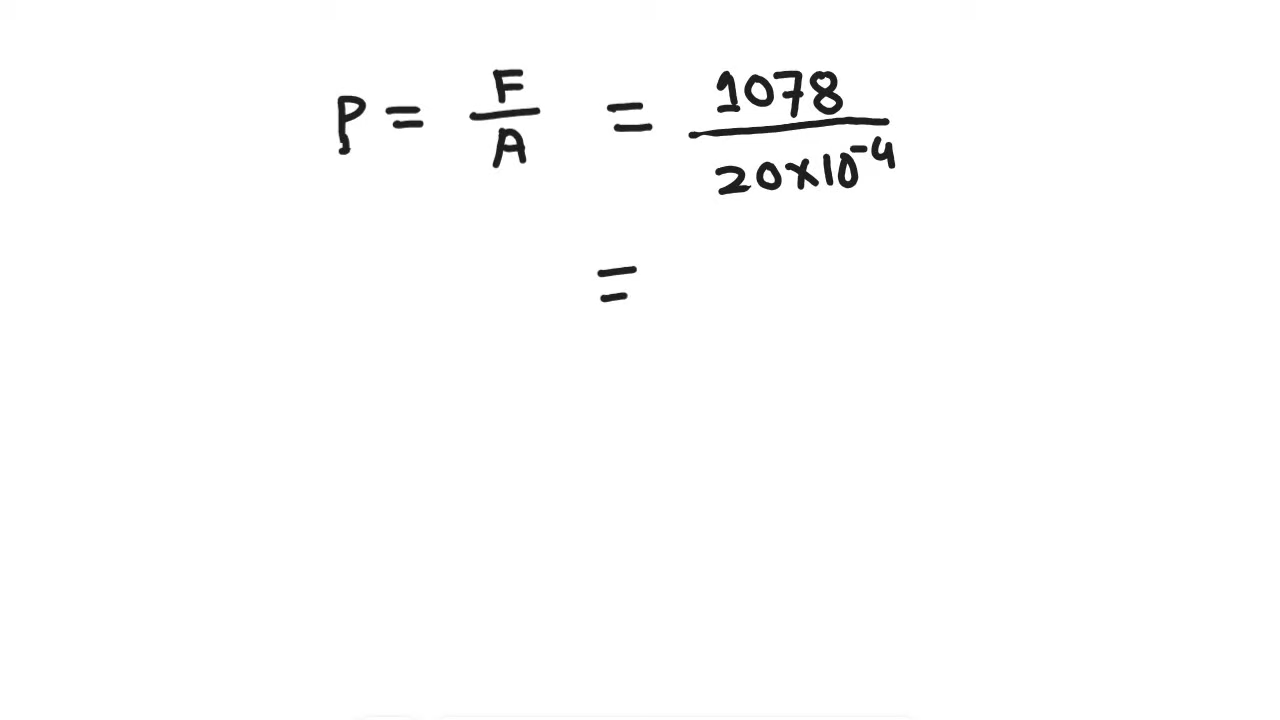 P = F/A = 1078/20×10⁻⁴
=